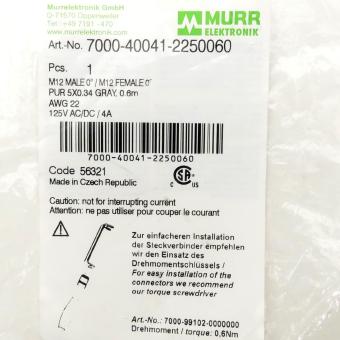 Murrelektronik GmbH
D-71570 Oppenweiler
Tel. +49 7191 -470
www.murrelektronik.com
MURR
ELEKTRONIK
Art.-No. 7000-40041-2250060
Pcs. 1
M12 MALE 0° / M12 FEMALE 0°
PUR 5X0.34 GRAY, 0.6m
AWG 22
125V AC/DC / 4A
7000-40041-2250060
Code 56321
Made in Czech Republic
C US
Caution: not for interrupting current
Attention: ne pas utiliser pour couper le courant
Zur einfacheren Installation
der Steckverbinder empfehlen
wir den Einsatz des
Drehmomentschlüssels /
For easy installation of the
connectors we recommend
our torque screwdriver
Art.-No.: 7000-99102-0000000
Drehmoment / torque: 0,6Nm